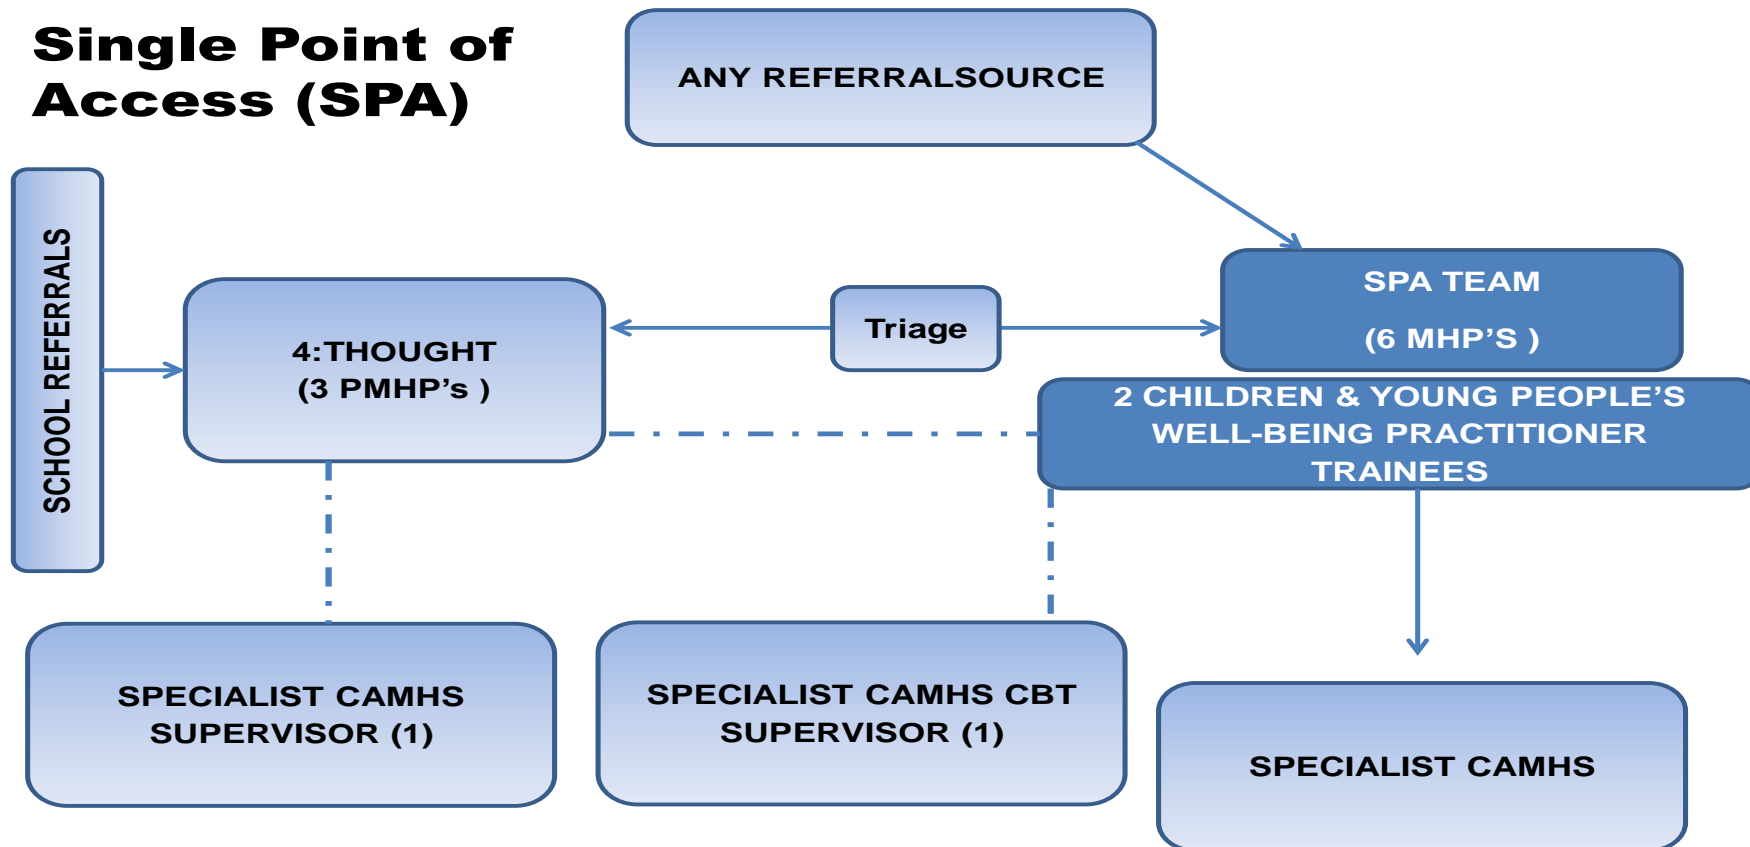 Single Point of
Access (SPA)
ANY REFERRALSOURCE
SCHOOL REFERRALS
4:THOUGHT
(3 PMHP’s )
Triage
SPA TEAM
(6 MHP’S )
2 CHILDREN & YOUNG PEOPLE’S
WELL-BEING PRACTITIONER
TRAINEES
SPECIALIST CAMHS
SUPERVISOR (1)
SPECIALIST CAMHS CBT
SUPERVISOR (1)
SPECIALIST CAMHS